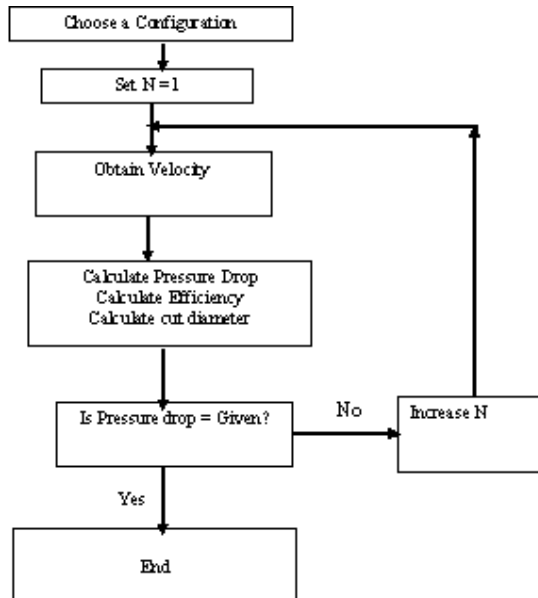 Choose a Configuration
Set N = 1
Obtain Velocity
Calculate Pressure Drop
Calculate Efficiency
Calculate cut diameter
Is Pressure drop = Given?
No
Increase N
Yes
End